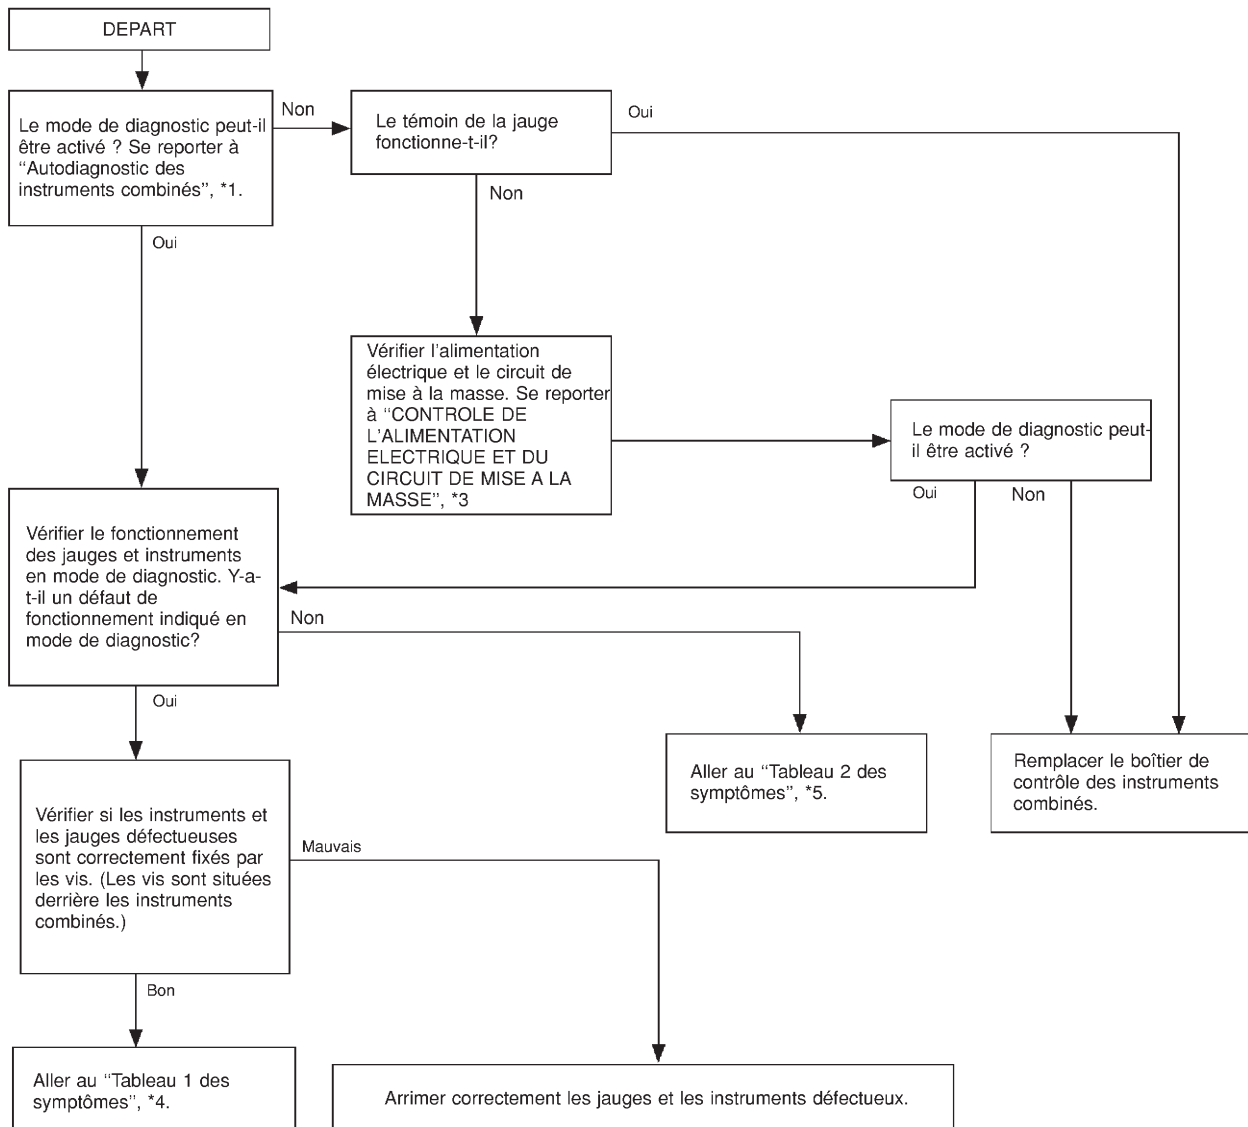 DEPART
Le mode de diagnostic peut-il
être activé ? Se reporter à
“Autodiagnostic des
instruments combinés”, *1.
Non
Le témoin de la jauge
fonctionne-t-il?
Oui
Non
Oui
Vérifier l'alimentation
électrique et le circuit de
mise à la masse. Se reporter
à “CONTROLE DE
L'ALIMENTATION
ELECTRIQUE ET DU
CIRCUIT DE MISE A LA
MASSE”, *3
Le mode de diagnostic peut-
il être activé ?
Oui
Non
Vérifier le fonctionnement
des jauges et instruments
en mode de diagnostic. Y-a-
t-il un défaut de
fonctionnement indiqué en
mode de diagnostic?
Non
Oui
Aller au “Tableau 2 des
symptômes”, *5.
Remplacer le boîtier de
contrôle des instruments
combinés.
Vérifier si les instruments et
les jauges défectueuses
sont correctement fixés par
les vis. (Les vis sont situées
derrière les instruments
combinés.)
Mauvais
Bon
Aller au “Tableau 1 des
symptômes”, *4.
Arrimer correctement les jauges et les instruments défectueux.